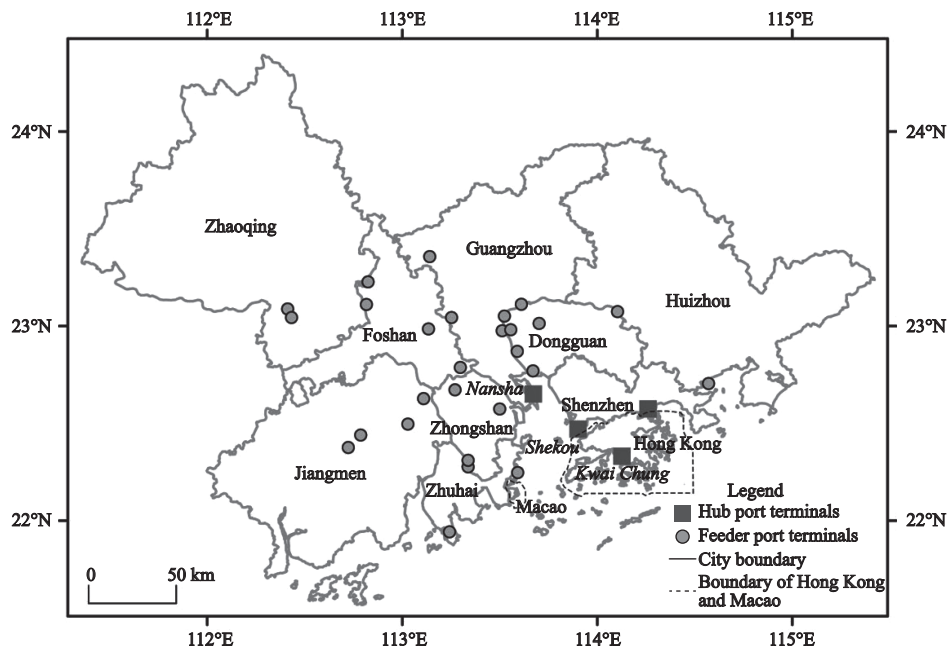 112°E 113°E 114°E 115°E
24°N 24°N
Zhaoqing
Guangzhou
Huizhou
23°N 23°N
Foshan
Dongguan
Nansha
Shenzhen
Zhongshan
Shekou
Hong Kong
Jiangmen
Kwai Chung
Zhuhai
Macao
22°N 22°N
Legend
Hub port terminals
Feeder port terminals
City boundary
Boundary of Hong Kong
and Macao
0 50 km
112°E 113°E 114°E 115°E